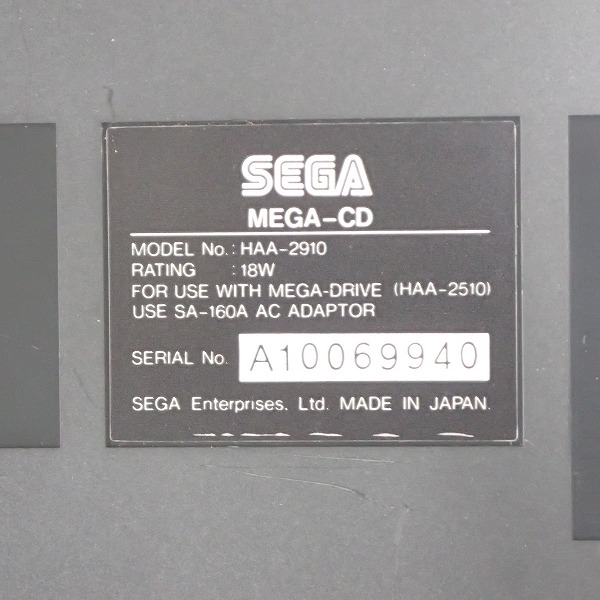 SEGA
MEGA-CD
MODEL No.: HAA-2910
RATING : 18W
FOR USE WITH MEGA-DRIVE (HAA-2510)
USE SA-160A AC ADAPTOR
SERIAL No. A10069940
SEGA Enterprises. Ltd. MADE IN JAPAN.